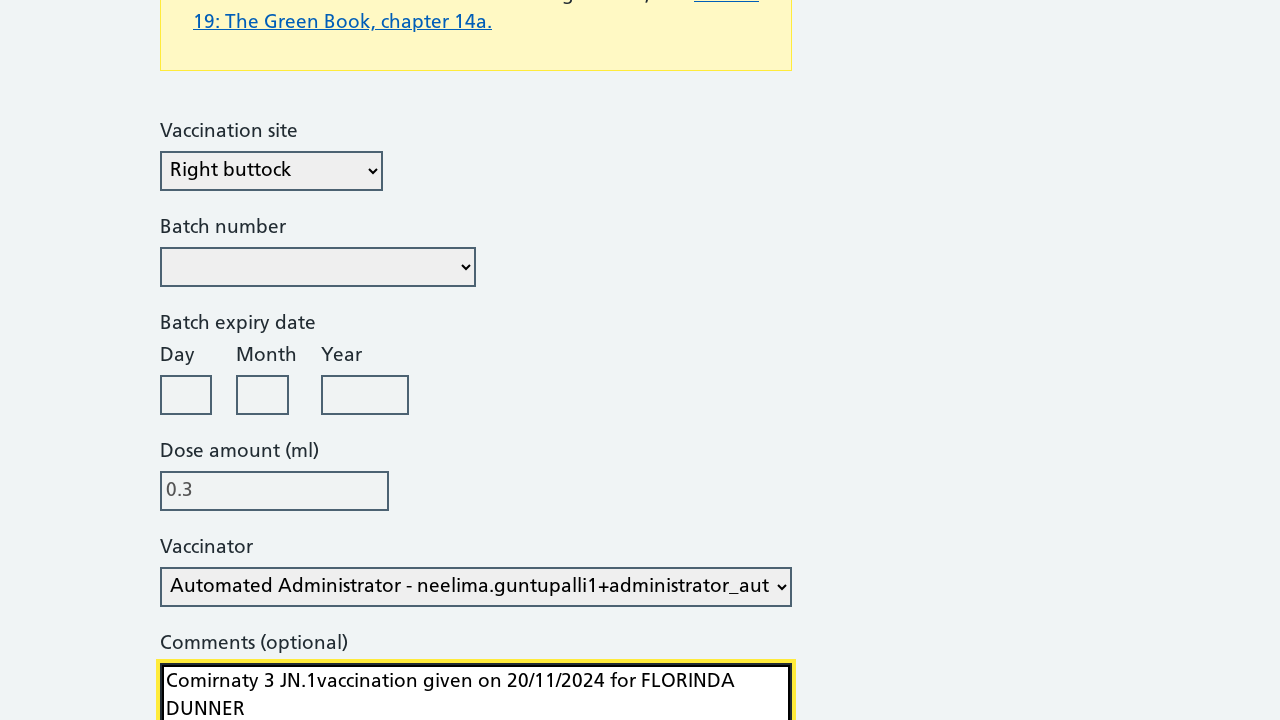 19: The Green Book, chapter 14a.
Vaccination site
Right buttock
Batch number
Batch expiry date
Day Month Year
Dose amount (ml)
0.3
Vaccinator
Automated Administrator - neelima.guntupalli1+administrator_aut
Comments (optional)
Comirnaty 3 JN.1vaccination given on 20/11/2024 for FLORINDA
DUNNER